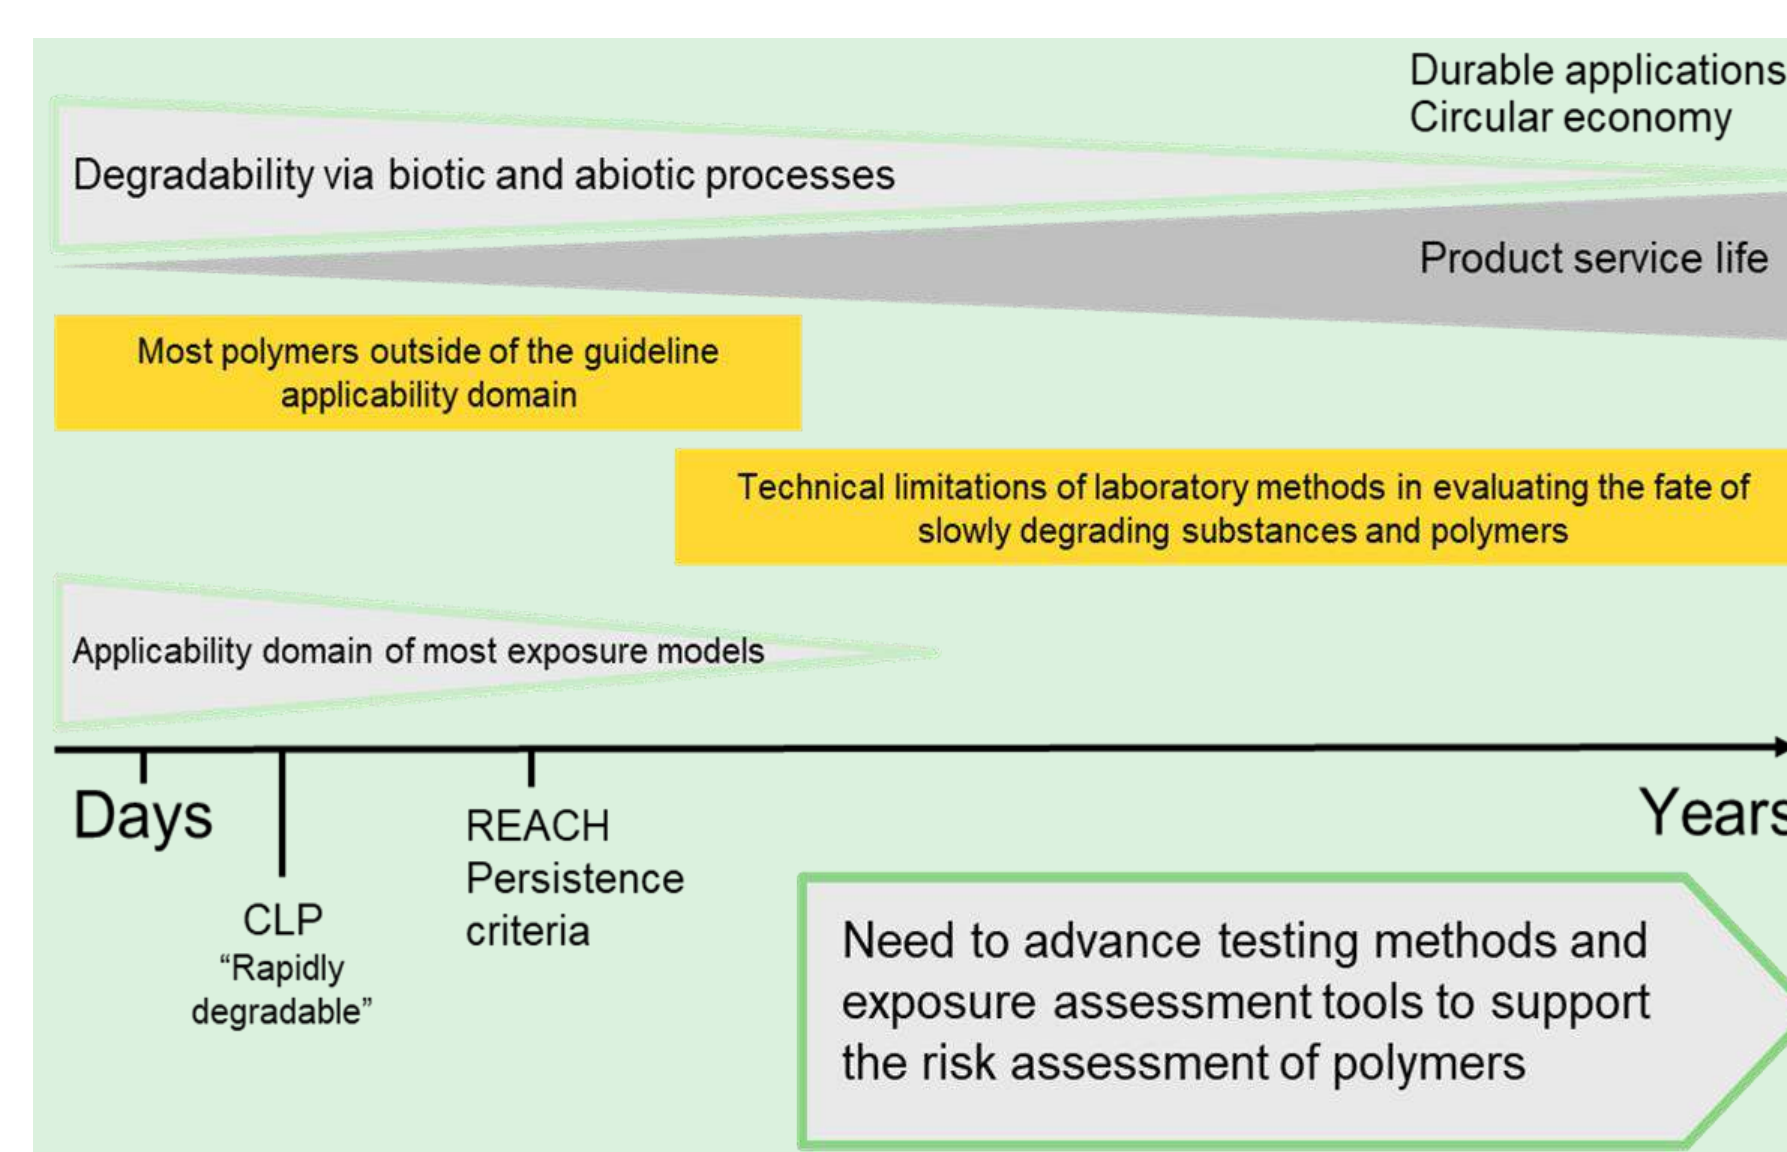 Durable applications
Circular economy
Degradability via biotic and abiotic processes
Product service life
Most polymers outside of the guideline
applicability domain
Technical limitations of laboratory methods in evaluating the fate of
slowly degrading substances and polymers
Applicability domain of most exposure models
Days
Years
CLP
“Rapidly
degradable”
REACH
Persistence
criteria
Need to advance testing methods and
exposure assessment tools to support
the risk assessment of polymers